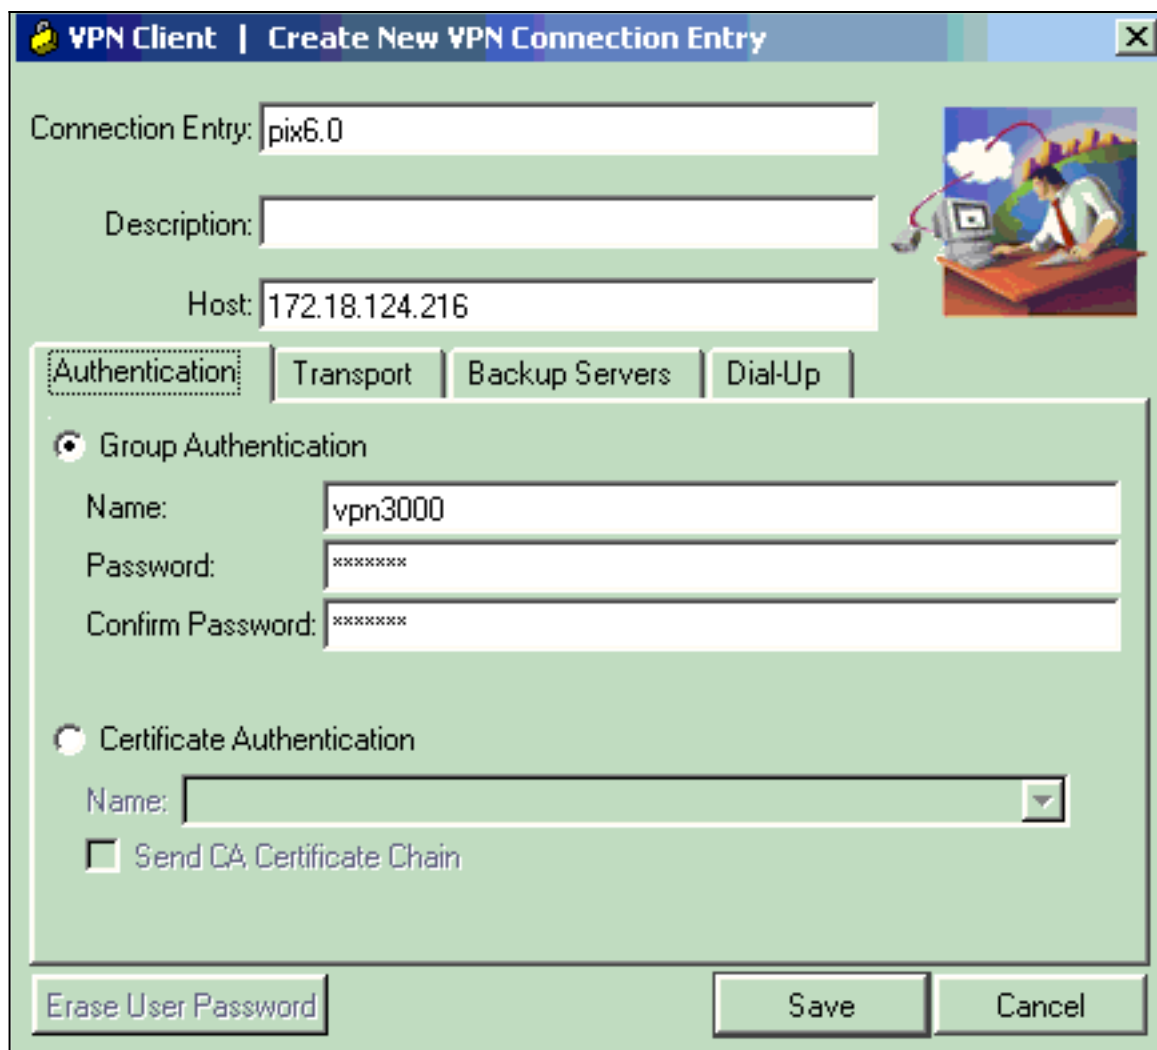 VPN Client | Create New VPN Connection Entry
Connection Entry: pix6.0
Description:
Host: 172.18.124.216
Authentication Transport Backup Servers Dial-Up
Group Authentication
Name: vpn3000
Password: *******
Confirm Password: *******
Certificate Authentication
Name:
Send CA Certificate Chain
Erase User Password Save Cancel